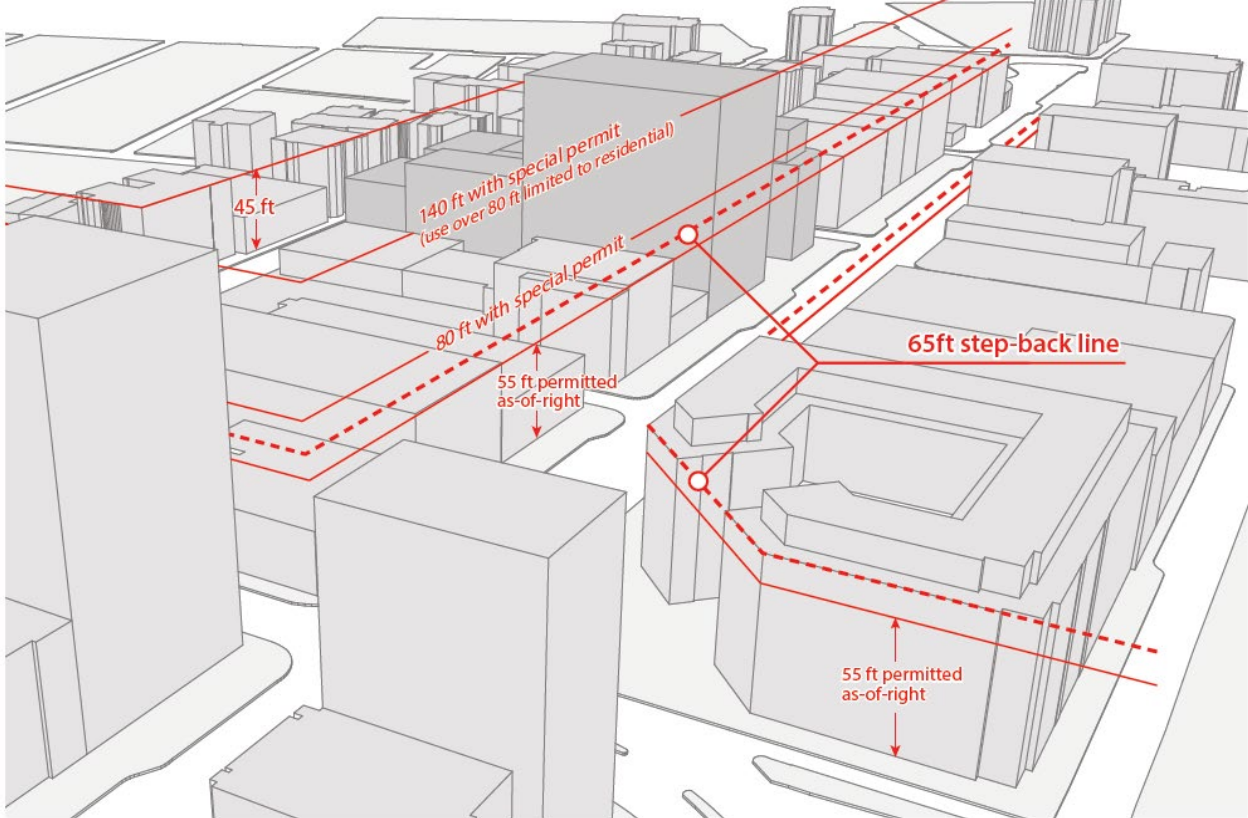 140 ft with special permit
(use over 80 ft limited to residential)
45 ft
80 ft with special permit
65ft step-back line
55 ft permitted
as-of-right
55 ft permitted
as-of-right